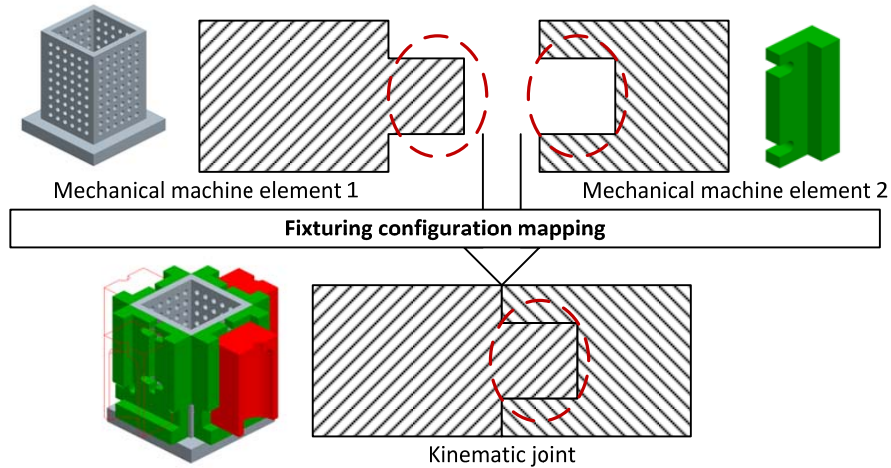 Mechanical machine element 1
Mechanical machine element 2
Fixturing configuration mapping
Kinematic joint